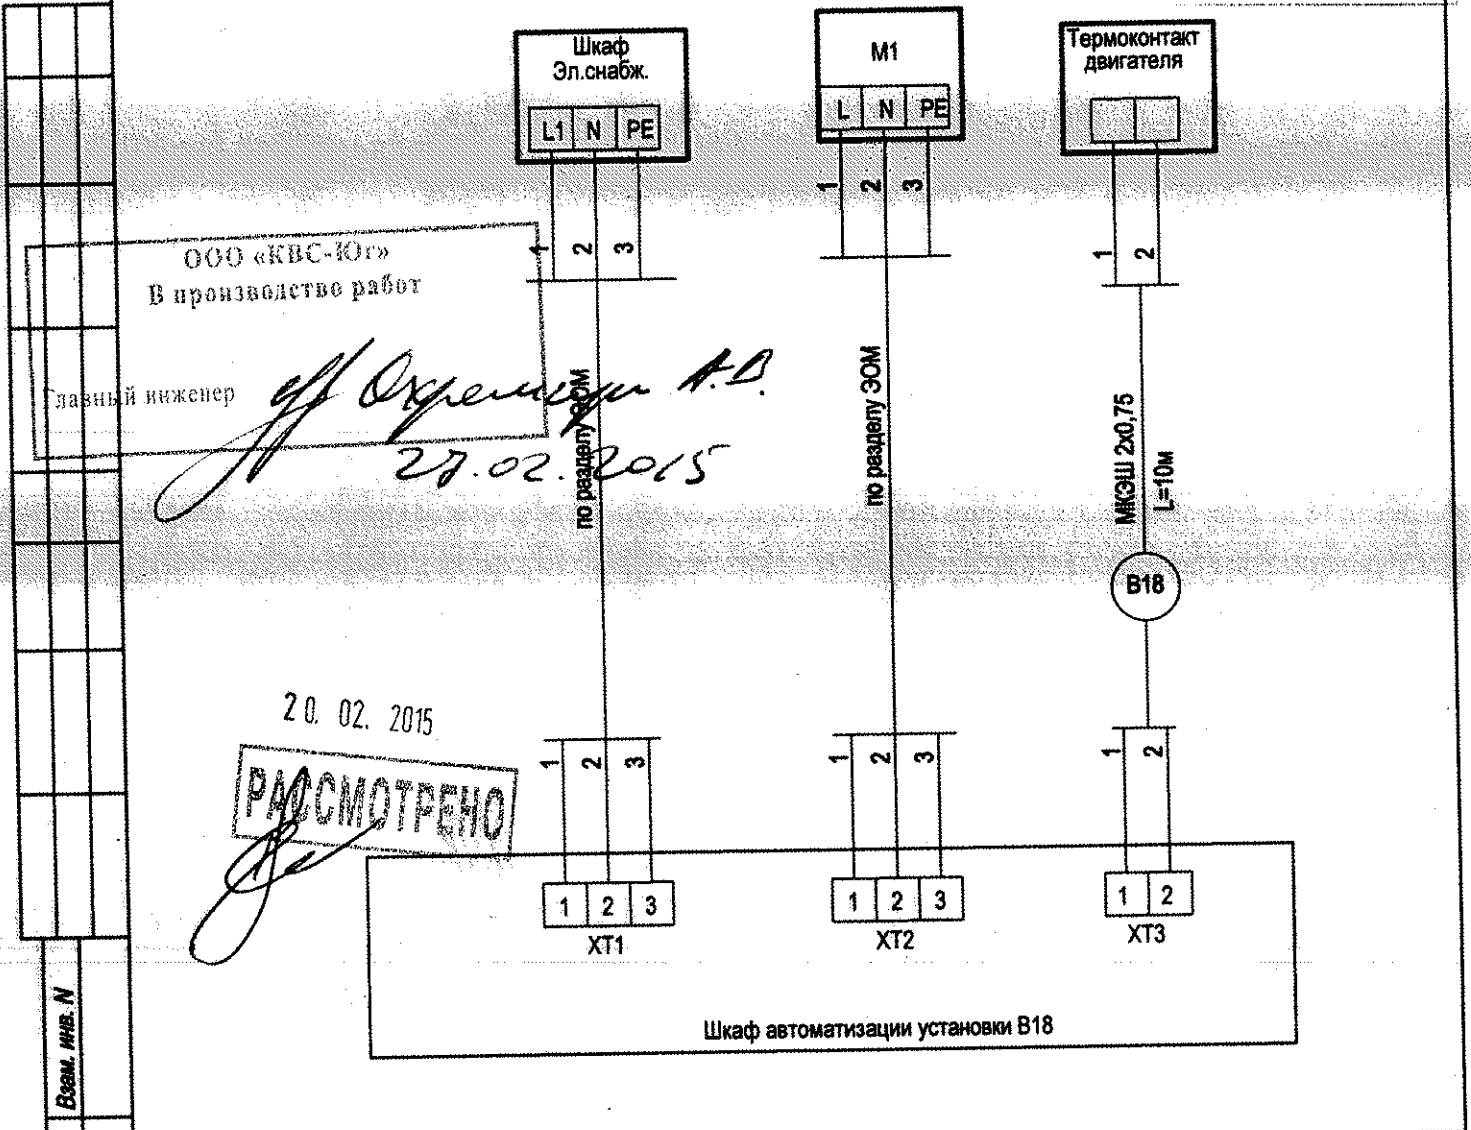 Шкаф
Эл.снабж.
L1 N PE
М1
L N PE
Термоконтакт
двигателя
1 2 3
1 2 3
1 2
ООО «КВС-Юг»
В производство работ
Главный инженер
А.В.
27.02.2015
по разделу ЭОМ
по разделу ЭОМ
МКЭШ 2х0,75
L=10м
В18
20. 02. 2015
РАССМОТРЕНО
1 2 3
1 2 3
1 2
1 2 3
ХТ1
1 2 3
ХТ2
1 2
ХТ3
Шкаф автоматизации установки В18
Взам. инв. N